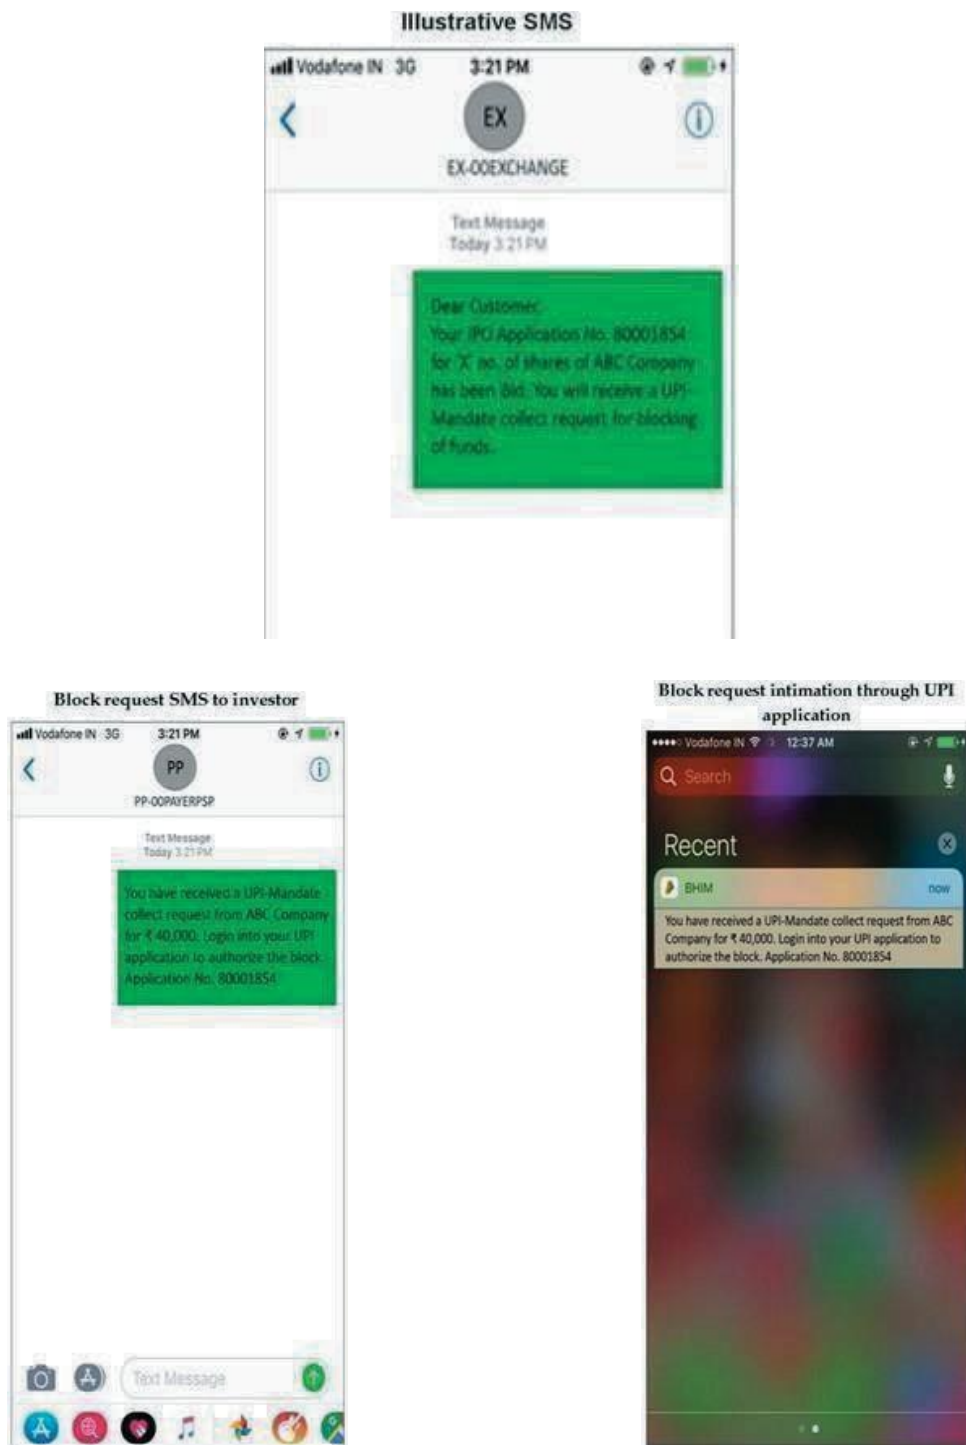 Illustrative SMS
Vodafone IN 3G 3:21 PM
EX
EX-00EXCHANGE
Text Message
Today 3:21 PM
Dear Customer,
Your IPO Application No. 80001854
for 'X' no. of shares of ABC Company
has been Bid. You will receive a UPI-
Mandate collect request for blocking
of funds.
Block request SMS to investor
Vodafone IN 3G 3:21 PM
PP
PP-00PAYERPSP
Text Message
Today 3:21 PM
You have received a UPI-Mandate
collect request from ABC Company
for ₹ 40,000. Login into your UPI
application to authorize the block.
Application No. 80001854
Text Message
Block request intimation through UPI
application
Vodafone IN 12:37 AM
Search
Recent
BHIM now
You have received a UPI-Mandate collect request from ABC
Company for ₹ 40,000. Login into your UPI application to
authorize the block. Application No. 80001854